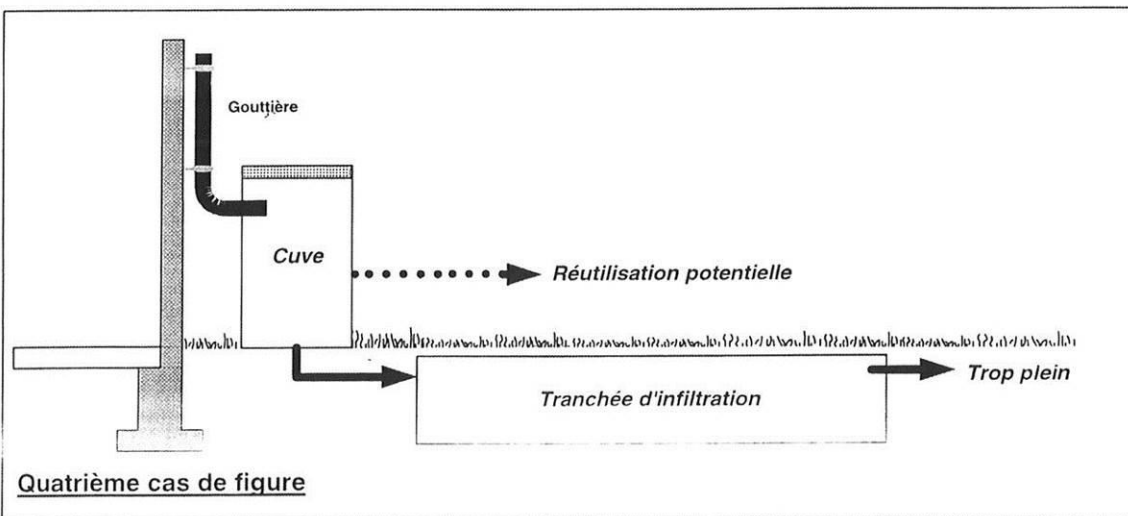 Gouttière
Cuve
Réutilisation potentielle
Trop plein
Tranchée d'infiltration
Quatrième cas de figure